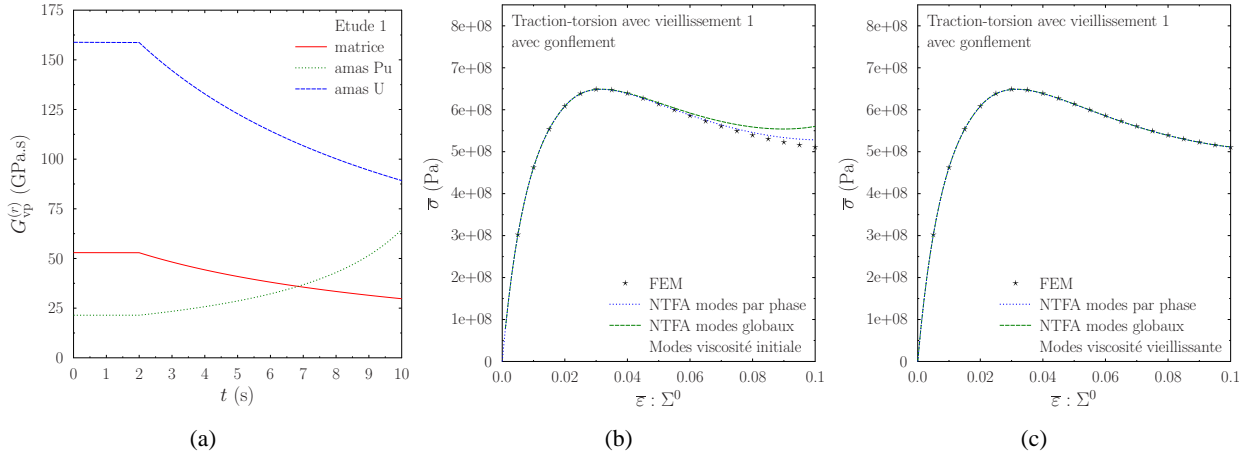 Etude 1
matrice
amas Pu
amas U
175
150
125
100
75
50
25
0
G_vp^(r) (GPa.s)
0 1 2 3 4 5 6 7 8 9 10
t (s)
(a)
Traction-torsion avec vieillissement 1
avec gonflement
8e+08
7e+08
6e+08
5e+08
4e+08
3e+08
2e+08
1e+08
0
σ̅ (Pa)
FEM
NTFA modes par phase
NTFA modes globaux
Modes viscosité initiale
0.0 0.02 0.04 0.06 0.08 0.1
ε̅ : Σ⁰
(b)
Traction-torsion avec vieillissement 1
avec gonflement
8e+08
7e+08
6e+08
5e+08
4e+08
3e+08
2e+08
1e+08
0
σ̅ (Pa)
FEM
NTFA modes par phase
NTFA modes globaux
Modes viscosité vieillissante
0.0 0.02 0.04 0.06 0.08 0.1
ε̅ : Σ⁰
(c)